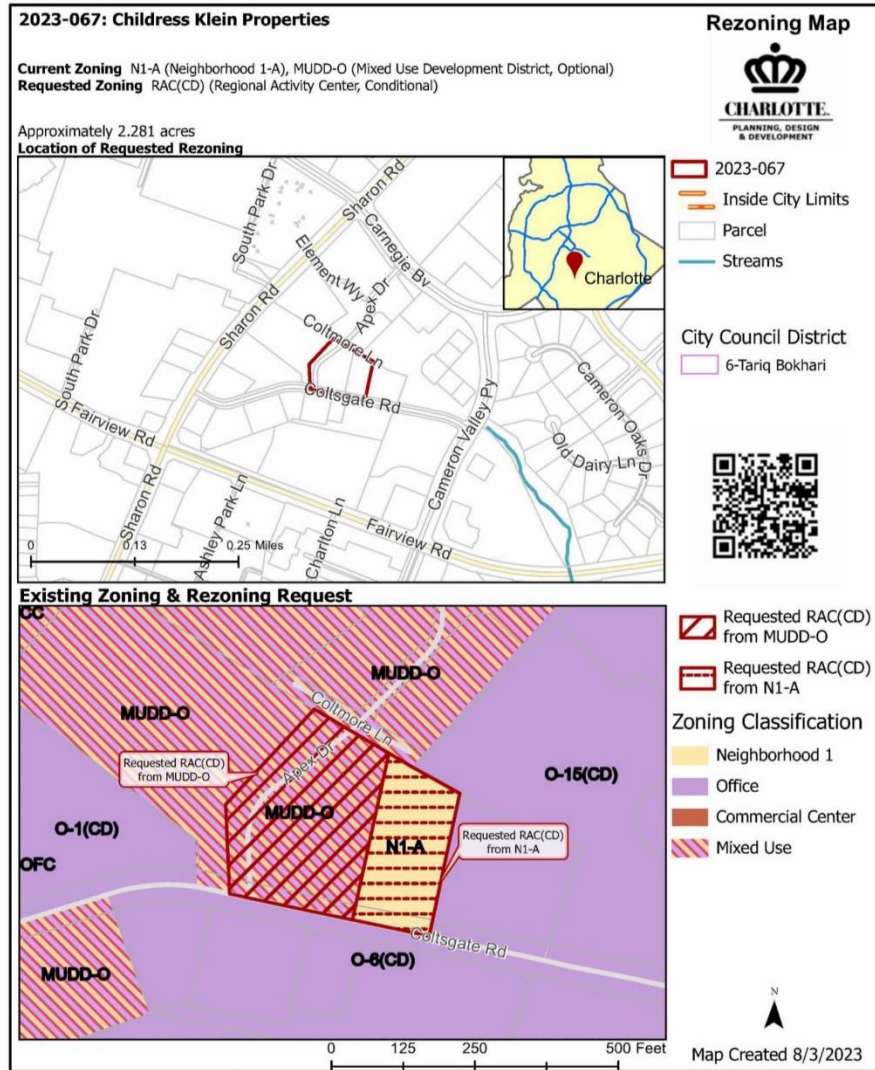 2023-067: Childress Klein Properties
Current Zoning N1-A (Neighborhood 1-A), MUDD-O (Mixed Use Development District, Optional)
Requested Zoning RAC(CD) (Regional Activity Center, Conditional)
Approximately 2.281 acres
Location of Requested Rezoning
Rezoning Map
CHARLOTTE.
PLANNING, DESIGN
& DEVELOPMENT
South Park Dr
Sharon Rd
Carnegie Bv
Element Wy
Apex Dr
Coltmore Ln
Charlotte
South Park Dr
Sharon Rd
Coltsgate Rd
Cameron Valley Py
Cameron Oaks Dr
Old Dairy Ln
S Fairview Rd
Sharon Rd
Ashley Park Ln
Charlton Ln
Fairview Rd
0 0.13 0.25 Miles
2023-067
Inside City Limits
Parcel
Streams
City Council District
6-Tariq Bokhari
Existing Zoning & Rezoning Request
CC
MUDD-O
MUDD-O
Coltmore Ln
Requested RAC(CD)
from MUDD-O
Apex Dr
MUDD-O
O-15(CD)
O-1(CD)
N1-A
Requested RAC(CD)
from N1-A
OFC
Coltsgate Rd
O-6(CD)
MUDD-O
0 125 250 500 Feet
Requested RAC(CD)
from MUDD-O
Requested RAC(CD)
from N1-A
Zoning Classification
Neighborhood 1
Office
Commercial Center
Mixed Use
N
Map Created 8/3/2023